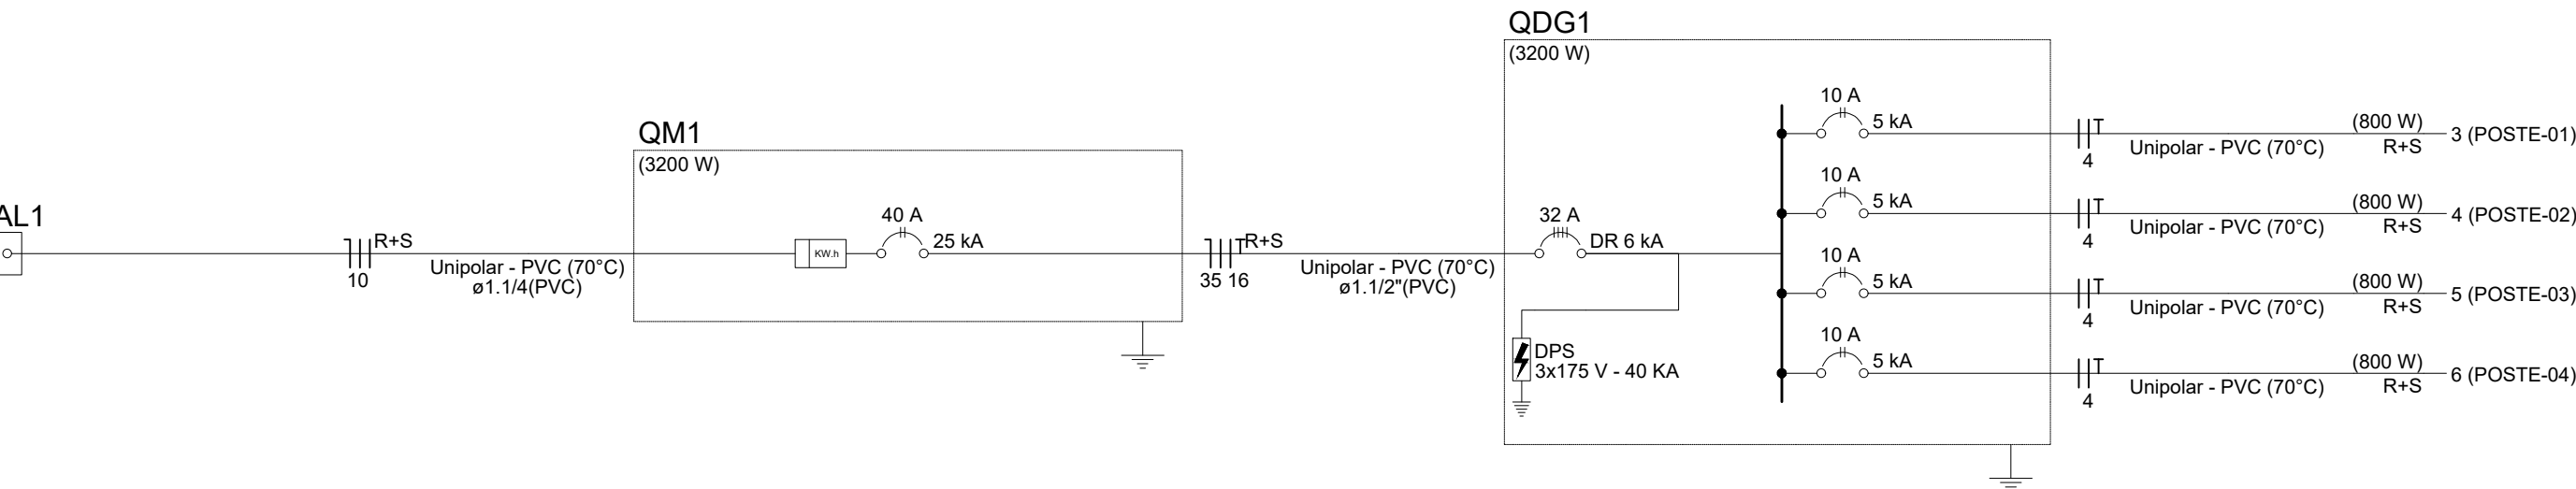 AL1
R+S
10
Unipolar - PVC (70°C)
ø1.1/4(PVC)
QM1
(3200 W)
KW.h
40 A
25 kA
R+S
35 16
Unipolar - PVC (70°C)
ø1.1/2"(PVC)
QDG1
(3200 W)
32 A
DR 6 kA
DPS
3x175 V - 40 KA
10 A
5 kA
T
4
Unipolar - PVC (70°C)
(800 W)
R+S
3 (POSTE-01)
10 A
5 kA
T
4
Unipolar - PVC (70°C)
(800 W)
R+S
4 (POSTE-02)
10 A
5 kA
T
4
Unipolar - PVC (70°C)
(800 W)
R+S
5 (POSTE-03)
10 A
5 kA
T
4
Unipolar - PVC (70°C)
(800 W)
R+S
6 (POSTE-04)